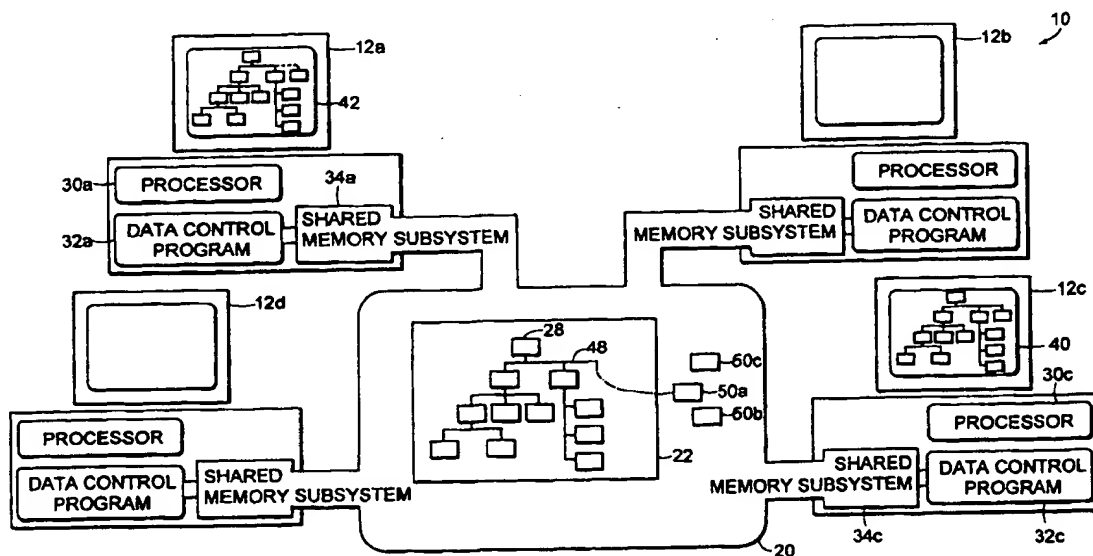 10
12a
42
12b
30a
PROCESSOR
34a
32a
DATA CONTROL
PROGRAM
SHARED
MEMORY SUBSYSTEM
PROCESSOR
SHARED
MEMORY SUBSYSTEM
DATA CONTROL
PROGRAM
12d
28
48
50c
50a
50b
22
12c
40
30c
PROCESSOR
DATA CONTROL
PROGRAM
SHARED
MEMORY SUBSYSTEM
PROCESSOR
SHARED
MEMORY SUBSYSTEM
DATA CONTROL
PROGRAM
34c
32c
20